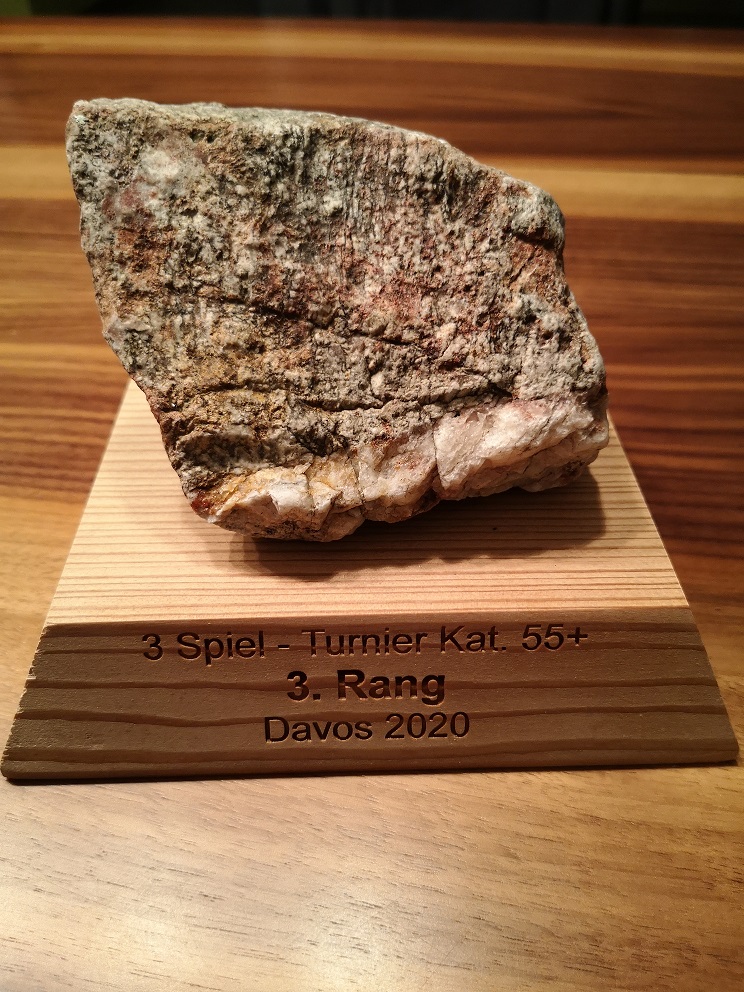 3 Spiel - Turnier Kat. 55+
3. Rang
Davos 2020